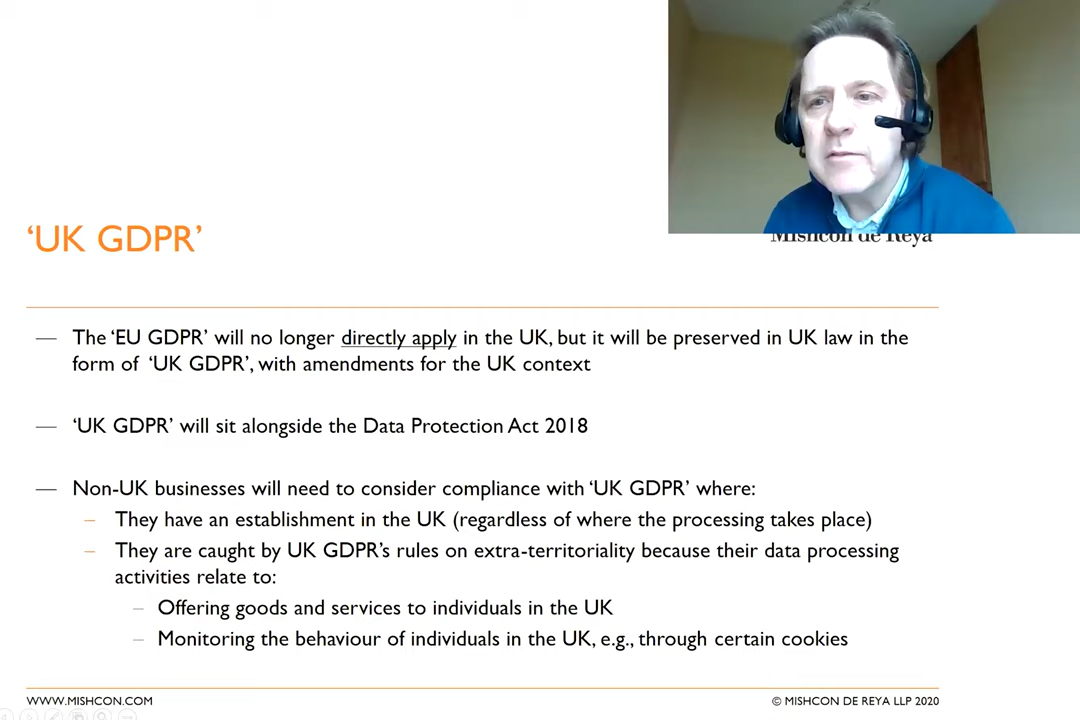 Mishcon de Reya
‘UK GDPR’
— The ‘EU GDPR’ will no longer directly apply in the UK, but it will be preserved in UK law in the
form of ‘UK GDPR’, with amendments for the UK context
— ‘UK GDPR’ will sit alongside the Data Protection Act 2018
— Non-UK businesses will need to consider compliance with ‘UK GDPR’ where:
– They have an establishment in the UK (regardless of where the processing takes place)
– They are caught by UK GDPR’s rules on extra-territoriality because their data processing
activities relate to:
– Offering goods and services to individuals in the UK
– Monitoring the behaviour of individuals in the UK, e.g., through certain cookies
WWW.MISHCON.COM
© MISHCON DE REYA LLP 2020